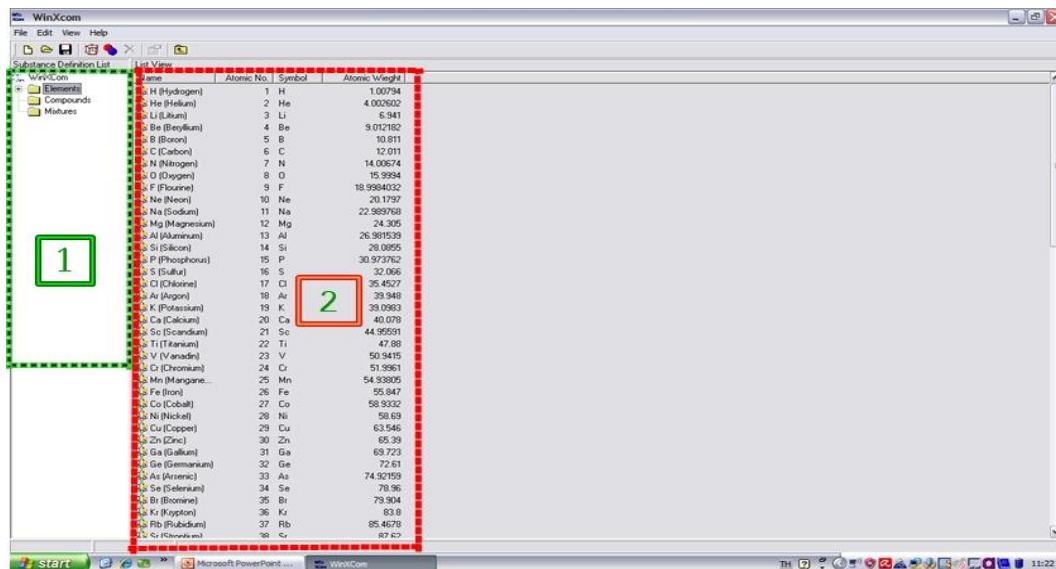 WinXcom
File Edit View Help
Substance Definition List List View
WinXCom
Elements
Compounds
Mixtures
1
Name Atomic No. Symbol Atomic Wieght
H (Hydrogen) 1 H 1.00794
He (Helium) 2 He 4.002602
Li (Litium) 3 Li 6.941
Be (Beryllium) 4 Be 9.012182
B (Boron) 5 B 10.811
C (Carbon) 6 C 12.011
N (Nitrogen) 7 N 14.00674
O (Oxygen) 8 O 15.9994
F (Flourine) 9 F 18.9984032
Ne (Neon) 10 Ne 20.1797
Na (Sodium) 11 Na 22.989768
Mg (Magnesium) 12 Mg 24.305
Al (Aluminum) 13 Al 26.981539
Si (Silicon) 14 Si 28.0855
P (Phosphorus) 15 P 30.973762
S (Sulfur) 16 S 32.066
Cl (Chlorine) 17 Cl 35.4527
Ar (Argon) 18 Ar 39.948
2
K (Potassium) 19 K 39.0983
Ca (Calcium) 20 Ca 40.078
Sc (Scandium) 21 Sc 44.95591
Ti (Titanium) 22 Ti 47.88
V (Vanadin) 23 V 50.9415
Cr (Chromium) 24 Cr 51.9961
Mn (Mangane... 25 Mn 54.93805
Fe (Iron) 26 Fe 55.847
Co (Cobalt) 27 Co 58.9332
Ni (Nickel) 28 Ni 58.69
Cu (Copper) 29 Cu 63.546
Zn (Zinc) 30 Zn 65.39
Ga (Gallium) 31 Ga 69.723
Ge (Germanium) 32 Ge 72.61
As (Arsenic) 33 As 74.92159
Se (Selenium) 34 Se 78.96
Br (Bromine) 35 Br 79.904
Kr (Krypton) 36 Kr 83.8
Rb (Rubidium) 37 Rb 85.4678
Sr (Strontium) 38 Sr 87.62
start Microsoft PowerPoint ... WinXCom TH 11:22